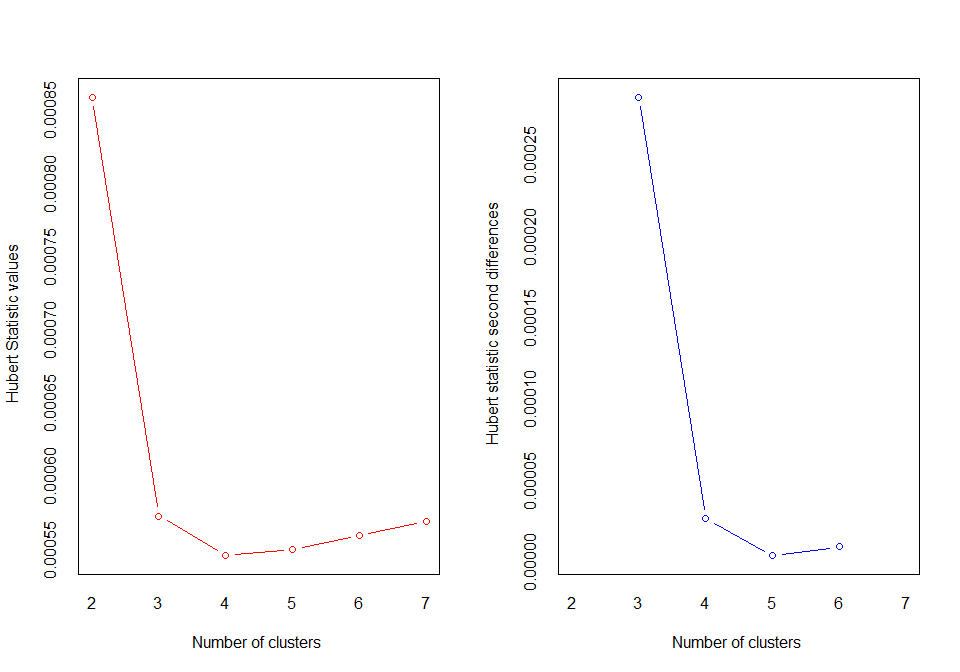 Hubert Statistic values
0.00085
0.00080
0.00075
0.00070
0.00065
0.00060
0.00055
2 3 4 5 6 7
Number of clusters
Hubert statistic second differences
0.00025
0.00020
0.00015
0.00010
0.00005
0.00000
2 3 4 5 6 7
Number of clusters